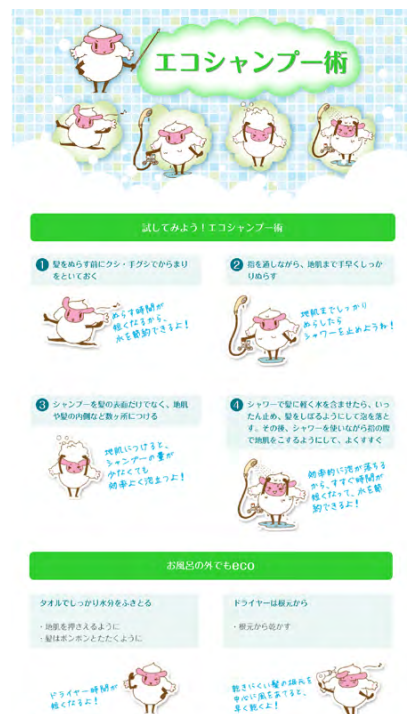 エコシャンプー術
試してみよう！エコシャンプー術
1 髪をぬらす前にクシ・手グシでからまり
をといておく
ぬらす時間が
短くなるから、
水を節約できるよ！
2 指を通しながら、地肌まで手早くしっか
りぬらす
地肌までしっかり
ぬらしたら
シャワーを止めようね！
3 シャンプーを髪の表面だけでなく、地肌
や髪の内側など数ヶ所につける
地肌につけると、
シャンプーの量が
少なくても
効率よく泡立つよ！
4 シャワーで髪に軽く水を含ませたら、いっ
たん止め、髪をしぼるようにして泡を落と
す。その後、シャワーを使いながら指の腹
で地肌をこするようにして、よくすすぐ
効率的に泡が落ちる
から、すすぐ時間が
短くなって、水を節
約できるよ！
お風呂の外でもeco
タオルでしっかり水分をふきとる
・地肌を押さえるように
・髪はポンポンとたたくように
ドライヤー時間が
短くなるよ！
ドライヤーは根元から
・根元から乾かす
乾きにくい髪の根元を
中心に風をあてると、
早く乾くよ！